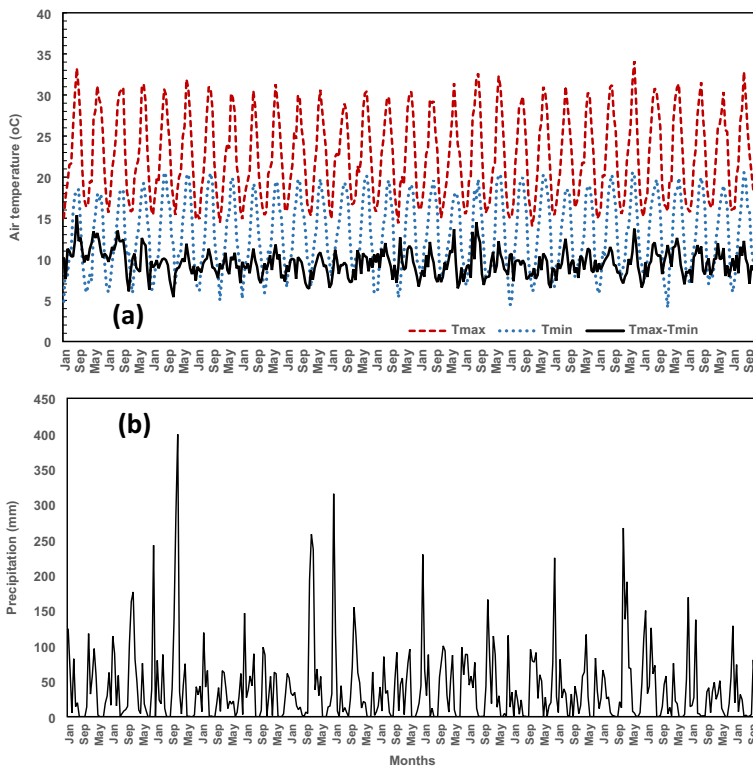 40
35
30
25
20
15
10
5
0
Air temperature (oC)
(a)
Tmax Tmin Tmax-Tmin
Jan Sep May Jan Sep May Jan Sep May Jan Sep May Jan Sep May Jan Sep May Jan Sep May Jan Sep May Jan Sep May Jan Sep May Jan Sep May Jan Sep May Jan Sep May Jan Sep May Jan Sep May Jan Sep
450
400
350
300
250
200
150
100
50
0
Precipitation (mm)
(b)
Jan Sep May Jan Sep May Jan Sep May Jan Sep May Jan Sep May Jan Sep May Jan Sep May Jan Sep May Jan Sep May Jan Sep May Jan Sep May Jan Sep May Jan Sep May Jan Sep May Jan Sep May Jan Sep
Months